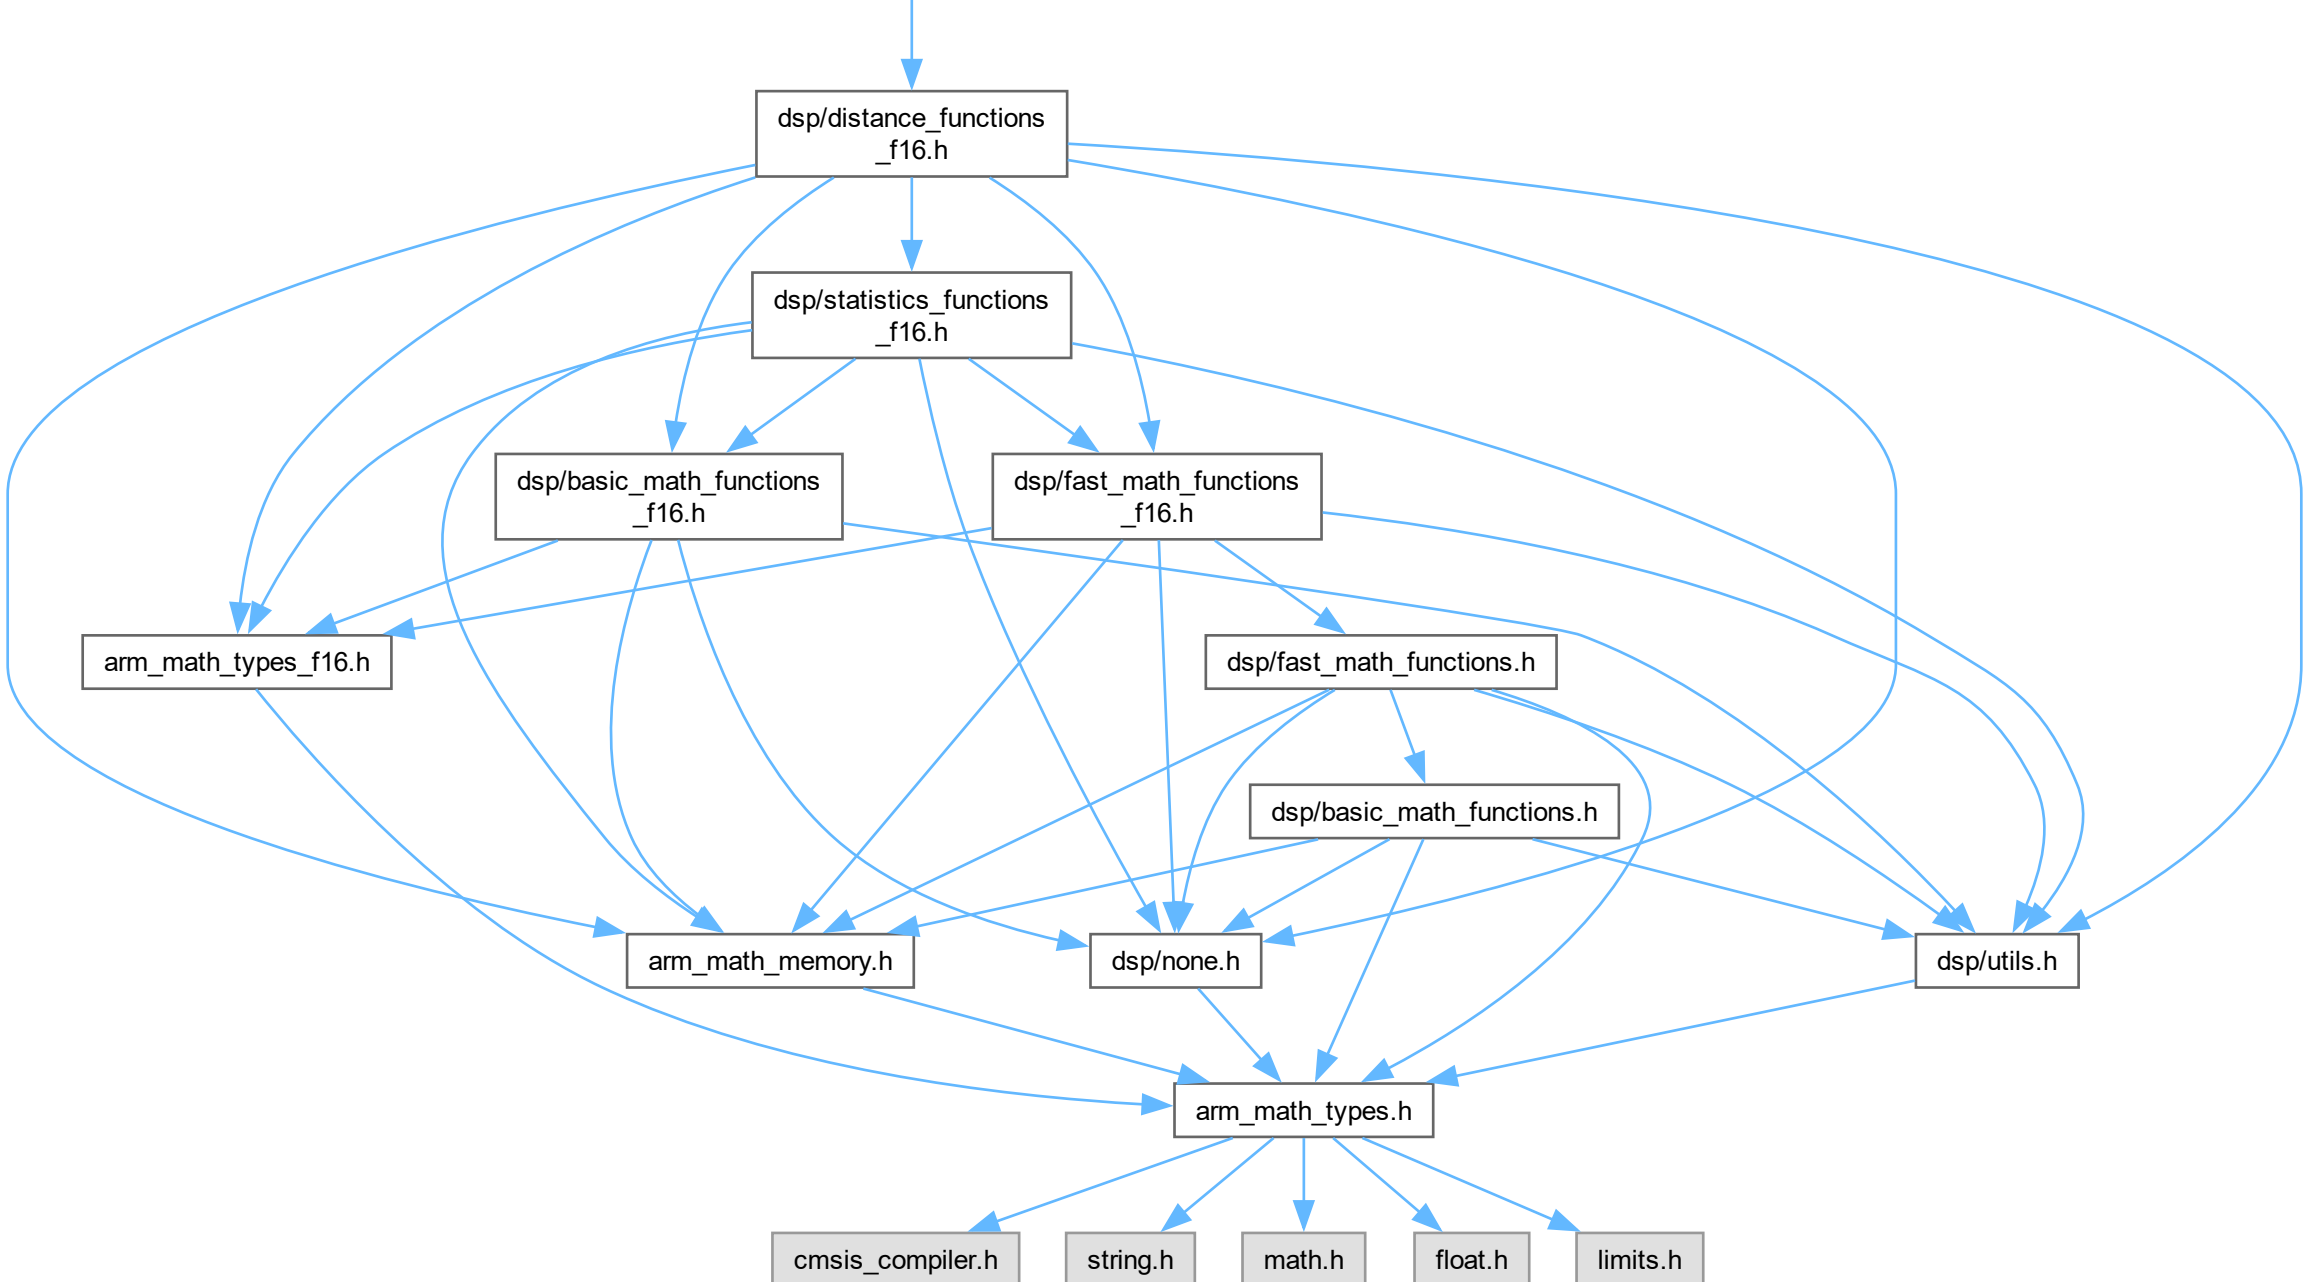 dsp/distance_functions
_f16.h
dsp/statistics_functions
_f16.h
dsp/basic_math_functions
_f16.h
dsp/fast_math_functions
_f16.h
arm_math_types_f16.h
dsp/fast_math_functions.h
dsp/basic_math_functions.h
arm_math_memory.h
dsp/none.h
dsp/utils.h
arm_math_types.h
cmsis_compiler.h
string.h
math.h
float.h
limits.h